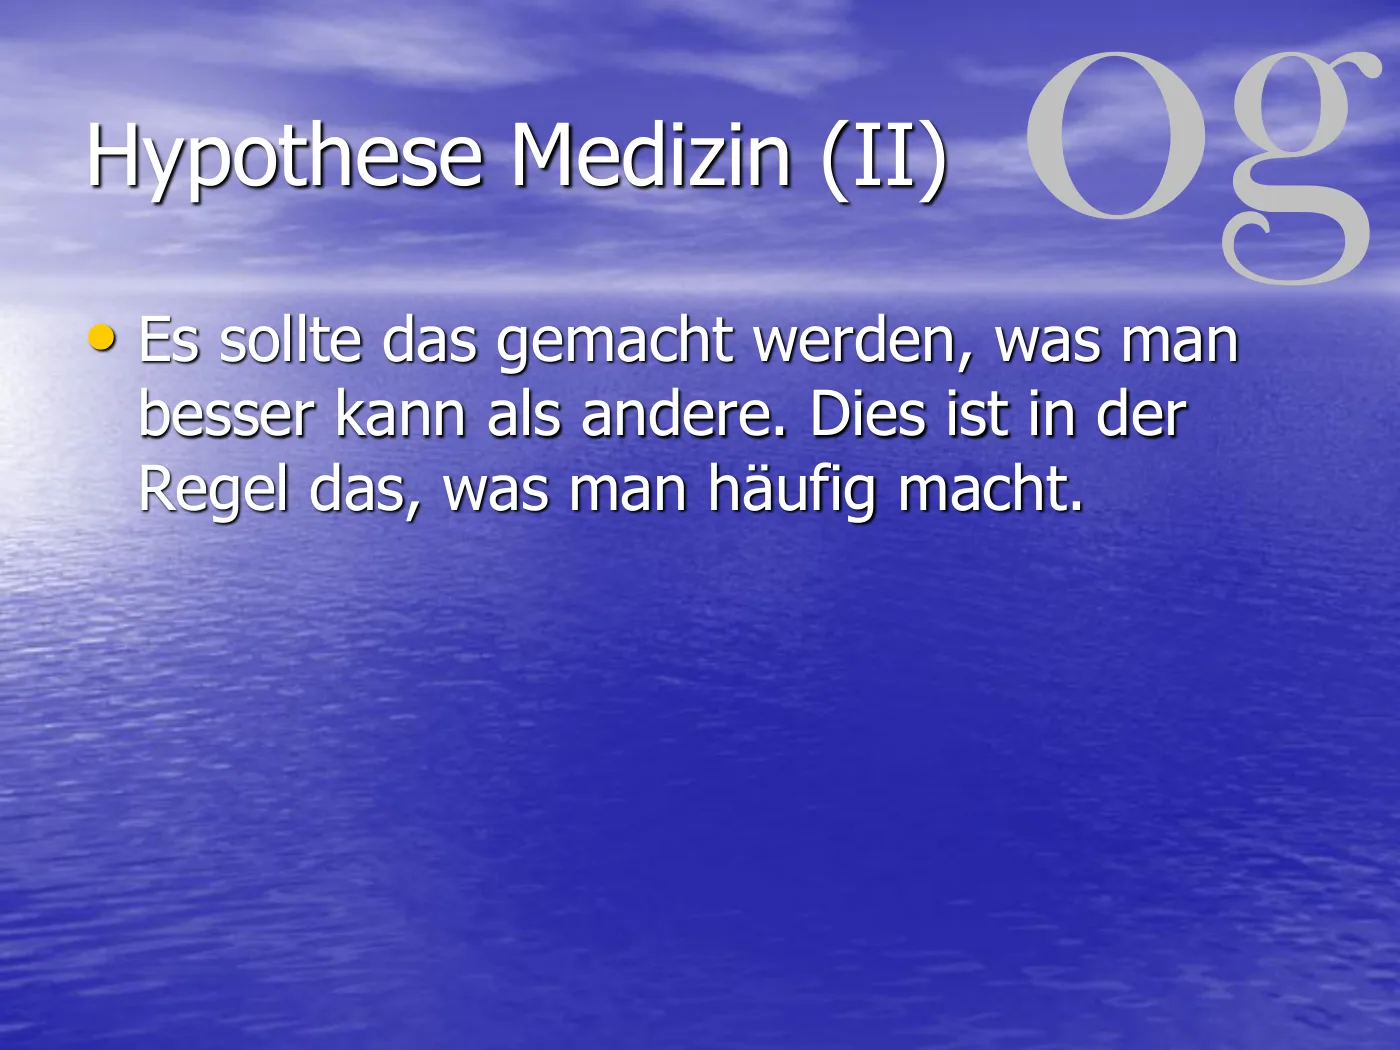 og
Hypothese Medizin (II)
• Es sollte das gemacht werden, was man
besser kann als andere. Dies ist in der
Regel das, was man häufig macht.